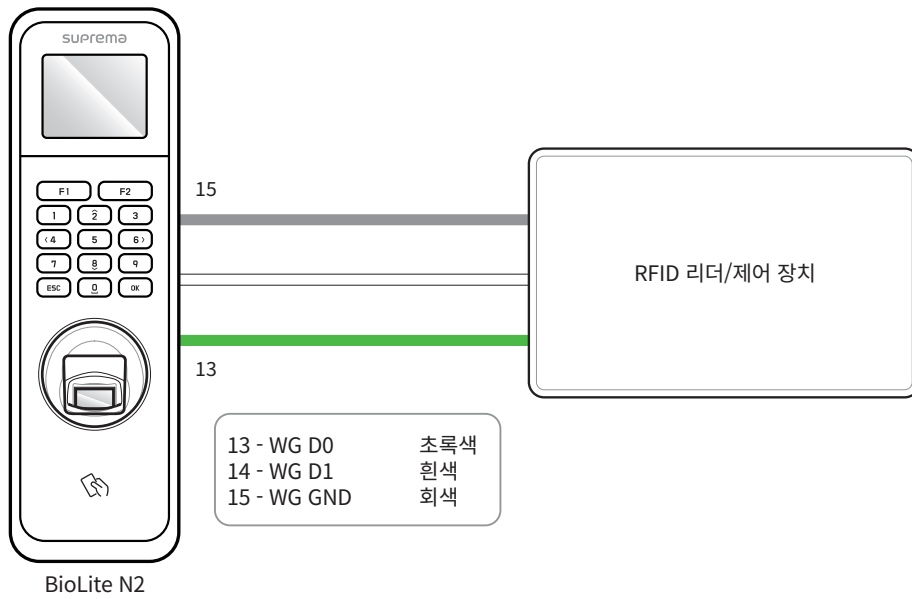 suprema
F1 F2
1 2 3
4 5 6
7 8 9
ESC 0 OK
15
RFID 리더/제어 장치
13
13 - WG D0 초록색
14 - WG D1 흰색
15 - WG GND 회색
BioLite N2